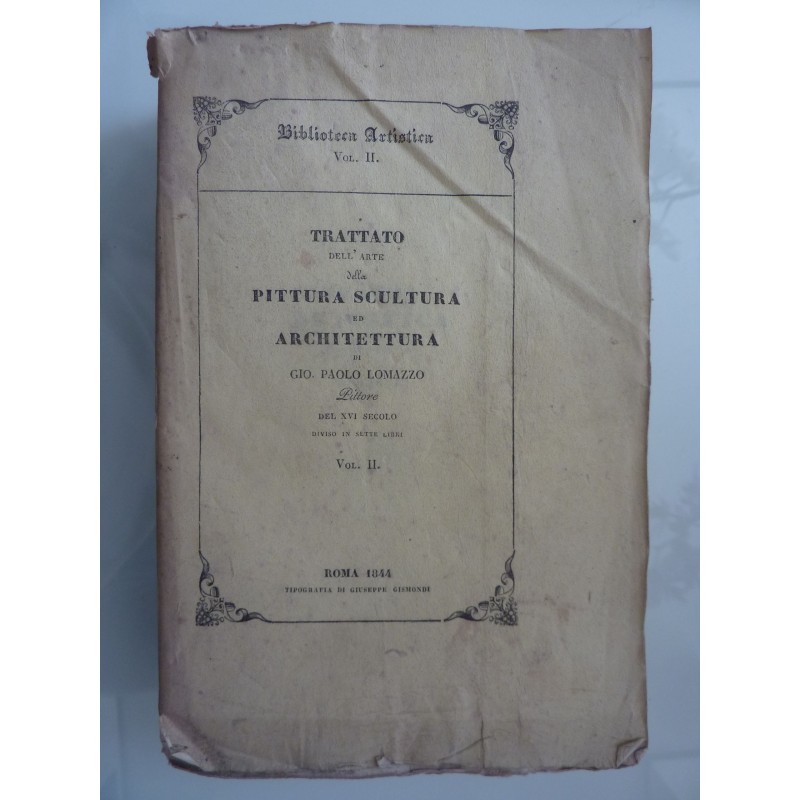 Biblioteca Artistica
VOL. II.
TRATTATO
DELL'ARTE
della
PITTURA SCULTURA
ED
ARCHITETTURA
DI
GIO. PAOLO LOMAZZO
Pittore
DEL XVI SECOLO
DIVISO IN SETTE LIBRI
VOL. II.
ROMA 1844
TIPOGRAFIA DI GIUSEPPE GISMONDI